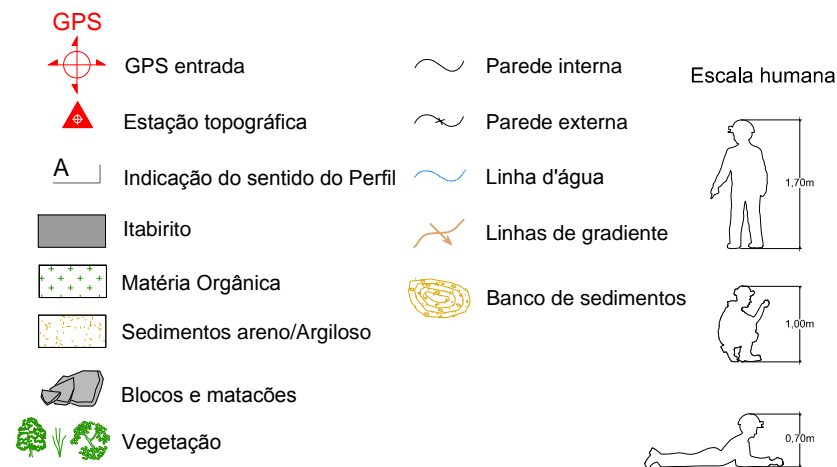 GPS
GPS entrada
Estação topográfica
A
Indicação do sentido do Perfil
Itabirito
Matéria Orgânica
Sedimentos areno/Argiloso
Blocos e matacões
Vegetação
Parede interna
Parede externa
Linha d'água
Linhas de gradiente
Banco de sedimentos
Escala humana
1,70m
1,00m
0,70m